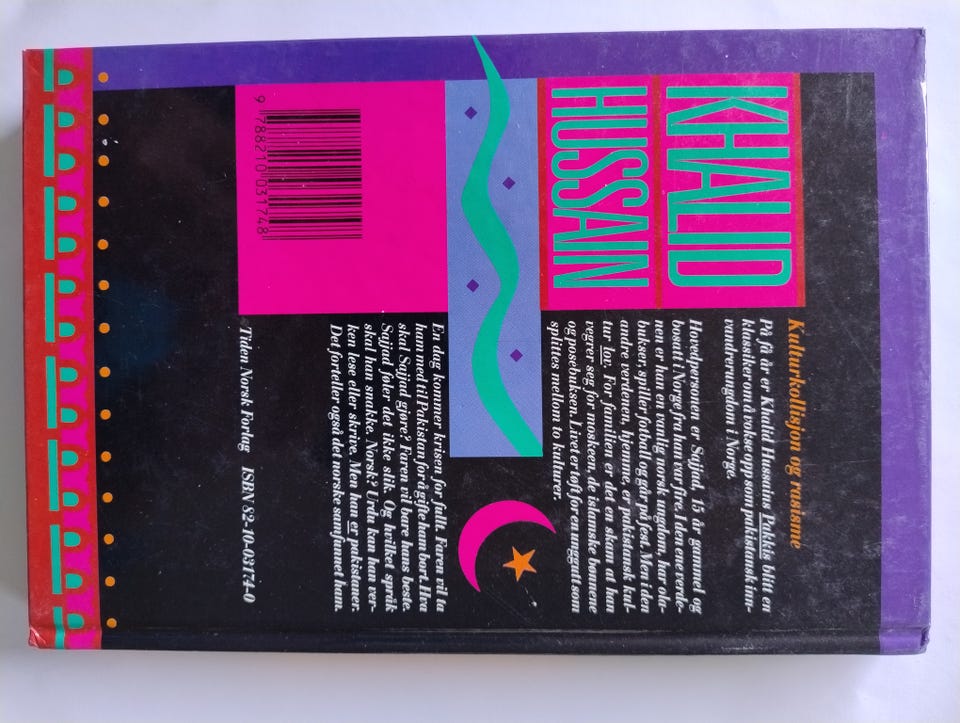 KHALID
HUSSAIN
Kulturkollisjon og rasisme
På få år er Khalid Hussains Pakkis blitt en
klassiker om å vokse opp som pakistansk inn-
vandrerungdom i Norge.
Hovedpersonen er Sajjad, 15 år gammel og
bosatt i Norge fra han var fire. I den ene verde-
nen er han en vanlig norsk ungdom, har ola-
bukser, spiller fotball og går på fest. Men i den
andre verdenen, hjemme, er pakistansk kul-
tur lov. For familien er det en skam at han
vegrer seg for moskeen, de islamske bønnene
og posebuksen. Livet er tøft for en unggutt som
splittes mellom to kulturer.
En dag kommer krisen for fullt. Faren vil ta
ham med til Pakistan for å gifte ham bort. Hva
skal Sajjad gjøre? Faren vil bare hans beste.
Sajjad føler det ikke slik. Og hvilket språk
skal han snakke. Norsk? Urdu kan han ver-
ken lese eller skrive. Men han er pakistaner.
Det forteller også det norske samfunnet ham.
Tiden Norsk Forlag ISBN 82-10-03174-0
9 788210 031748